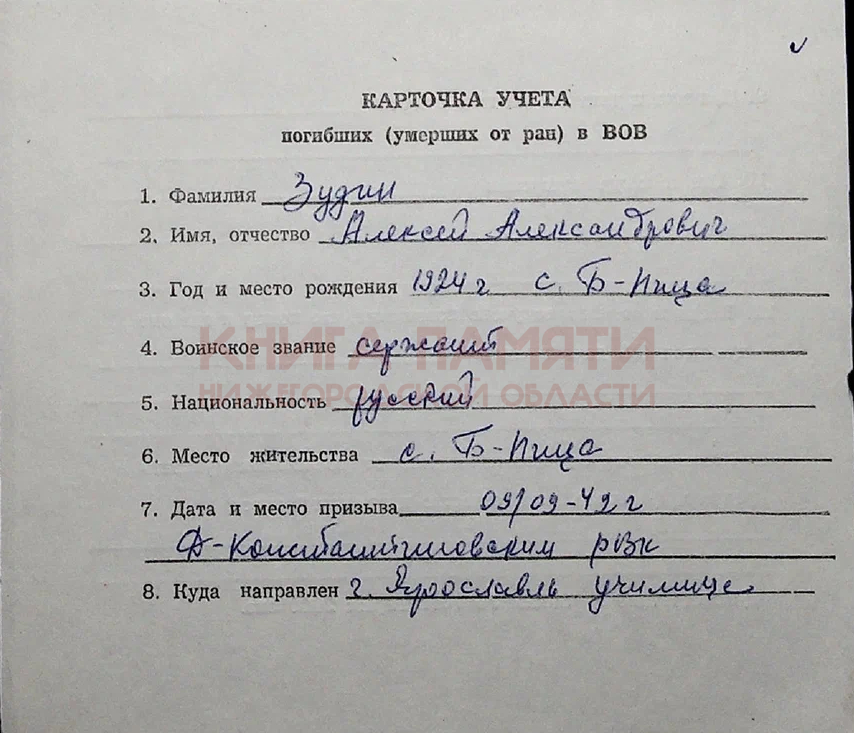 КАРТОЧКА УЧЕТА
погибших (умерших от ран) в ВОВ
1. Фамилия Зудин
2. Имя, отчество Алексей Александрович
3. Год и место рождения 1924 г с. Б-Пица
КНИГА ПАМЯТИ
4. Воинское звание сержант
НИЖЕГОРОДСКОЙ ОБЛАСТИ
5. Национальность русский
6. Место жительства с. Б-Пица
7. Дата и место призыва 09/09-42 г
Д-Константиновским рвк
8. Куда направлен г. Ярославль училище